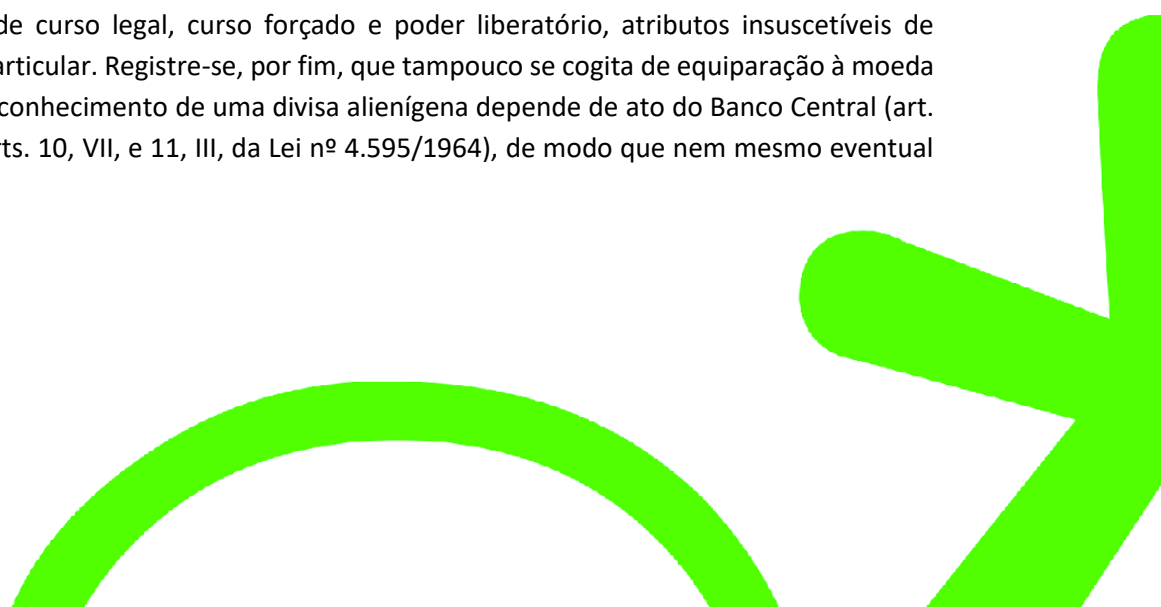 de curso legal, curso forçado e poder liberatório, atributos insuscetíveis de
articular. Registre-se, por fim, que tampouco se cogita de equiparação à moeda
conhecimento de uma divisa alienígena depende de ato do Banco Central (art.
rts. 10, VII, e 11, III, da Lei nº 4.595/1964), de modo que nem mesmo eventual